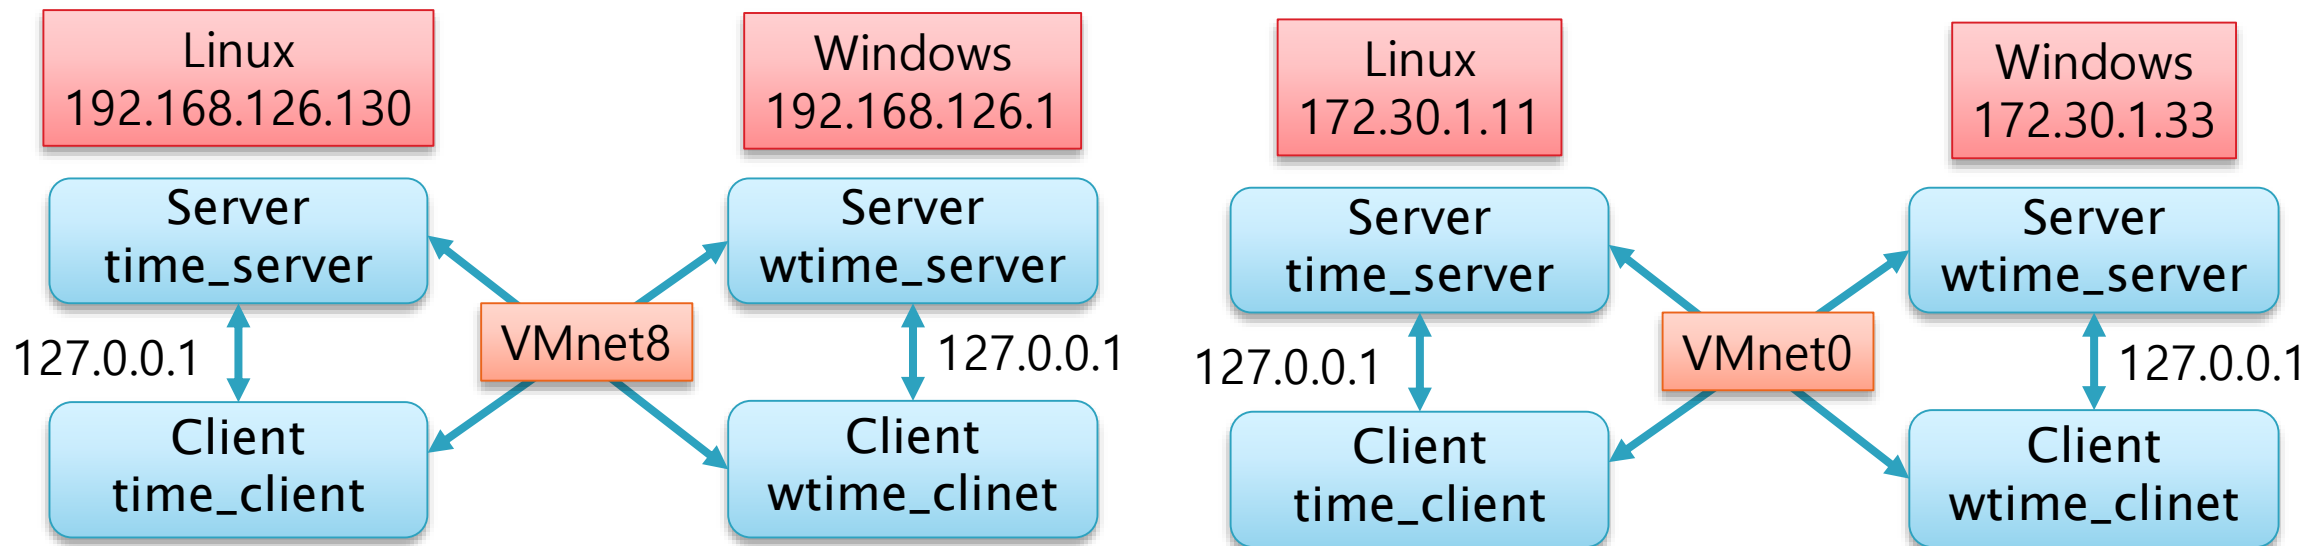 Linux
192.168.126.130
Windows
192.168.126.1
Server
time_server
Server
wtime_server
VMnet8
127.0.0.1
127.0.0.1
Client
time_client
Client
wtime_clinet
Linux
172.30.1.11
Windows
172.30.1.33
Server
time_server
Server
wtime_server
VMnet0
127.0.0.1
127.0.0.1
Client
time_client
Client
wtime_clinet